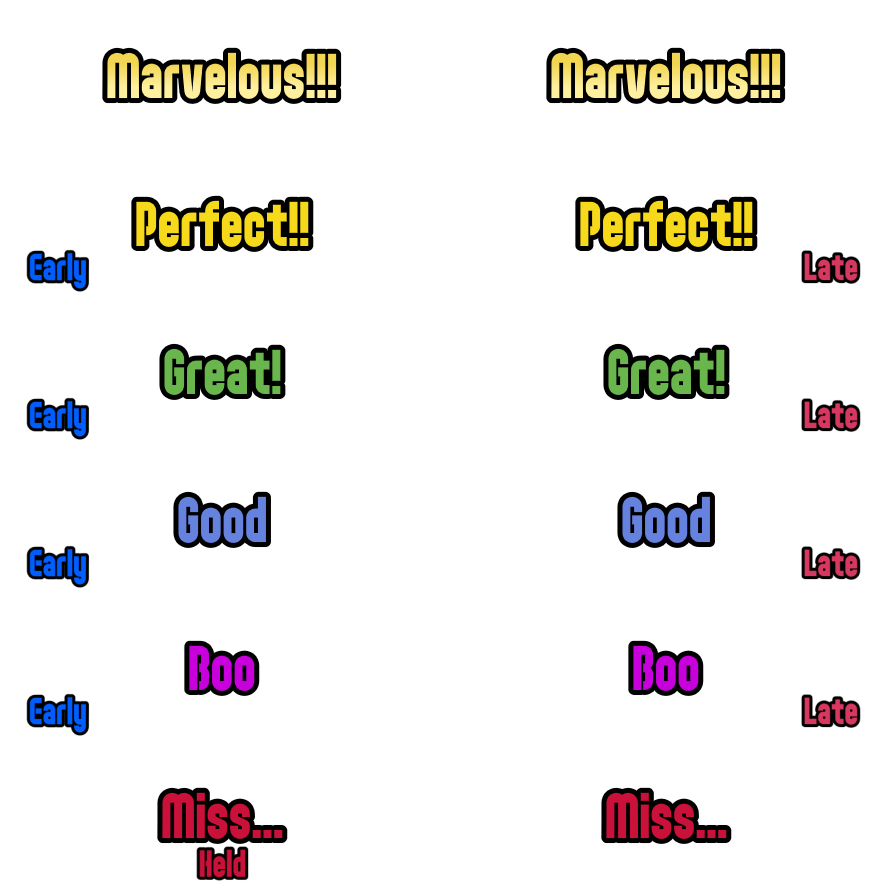 Marvelous!!! Marvelous!!!
Perfect!! Perfect!!
Early Late
Great! Great!
Early Late
Good Good
Early Late
Boo Boo
Early Late
Miss... Miss...
Held